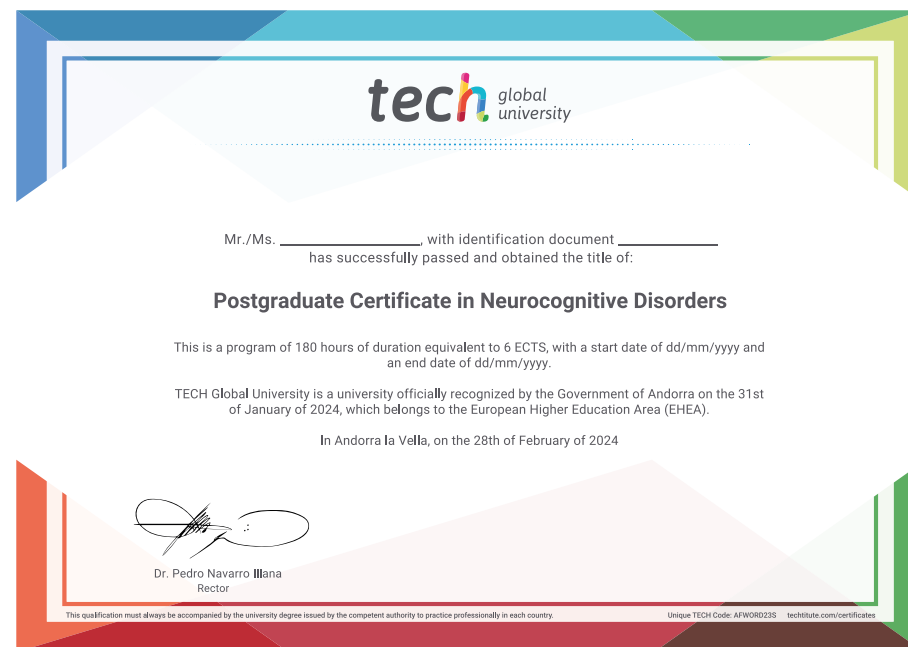 tech global
university
Mr./Ms. ____________, with identification document ____________
has successfully passed and obtained the title of:
Postgraduate Certificate in Neurocognitive Disorders
This is a program of 180 hours of duration equivalent to 6 ECTS, with a start date of dd/mm/yyyy and
an end date of dd/mm/yyyy.
TECH Global University is a university officially recognized by the Government of Andorra on the 31st
of January of 2024, which belongs to the European Higher Education Area (EHEA).
In Andorra la Vella, on the 28th of February of 2024
Dr. Pedro Navarro Illana
Rector
This qualification must always be accompanied by the university degree issued by the competent authority to practice professionally in each country.
Unique TECH Code: AFWORD23S techtitute.com/certificates